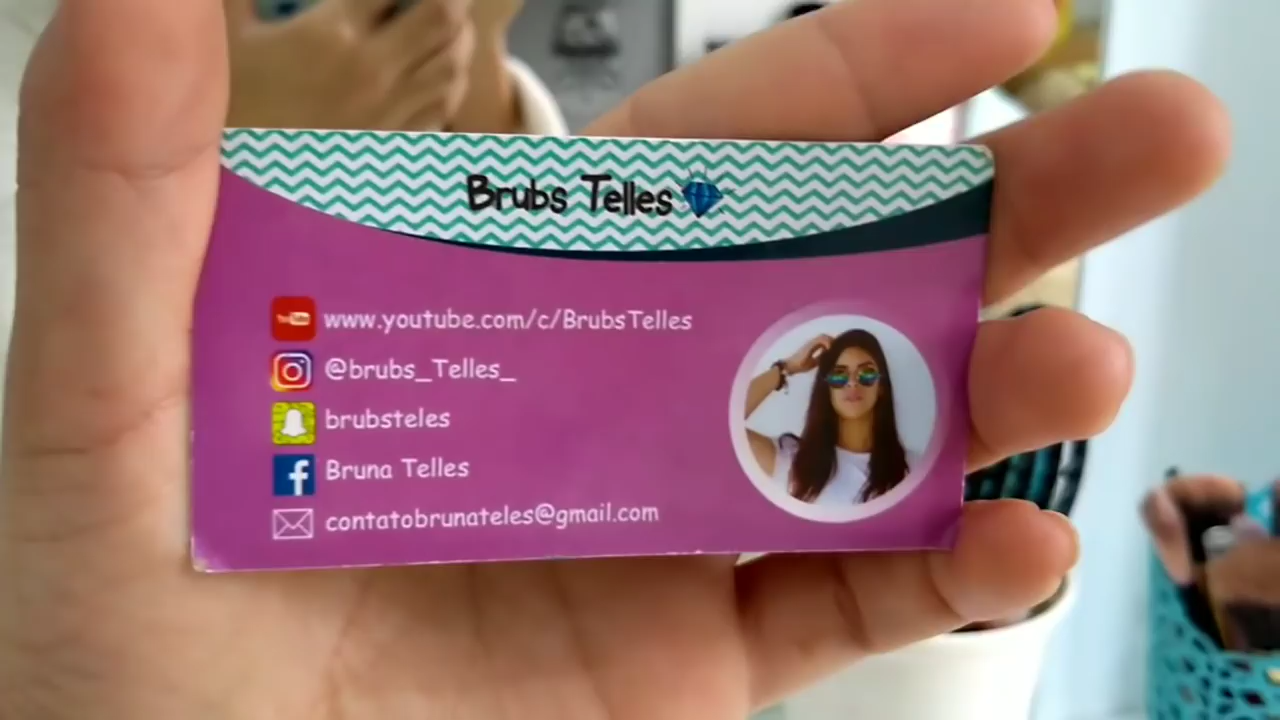 Brubs Telles
www.youtube.com/c/BrubsTelles
@brubs_Telles_
brubsteles
Bruna Telles
contatobrunateles@gmail.com